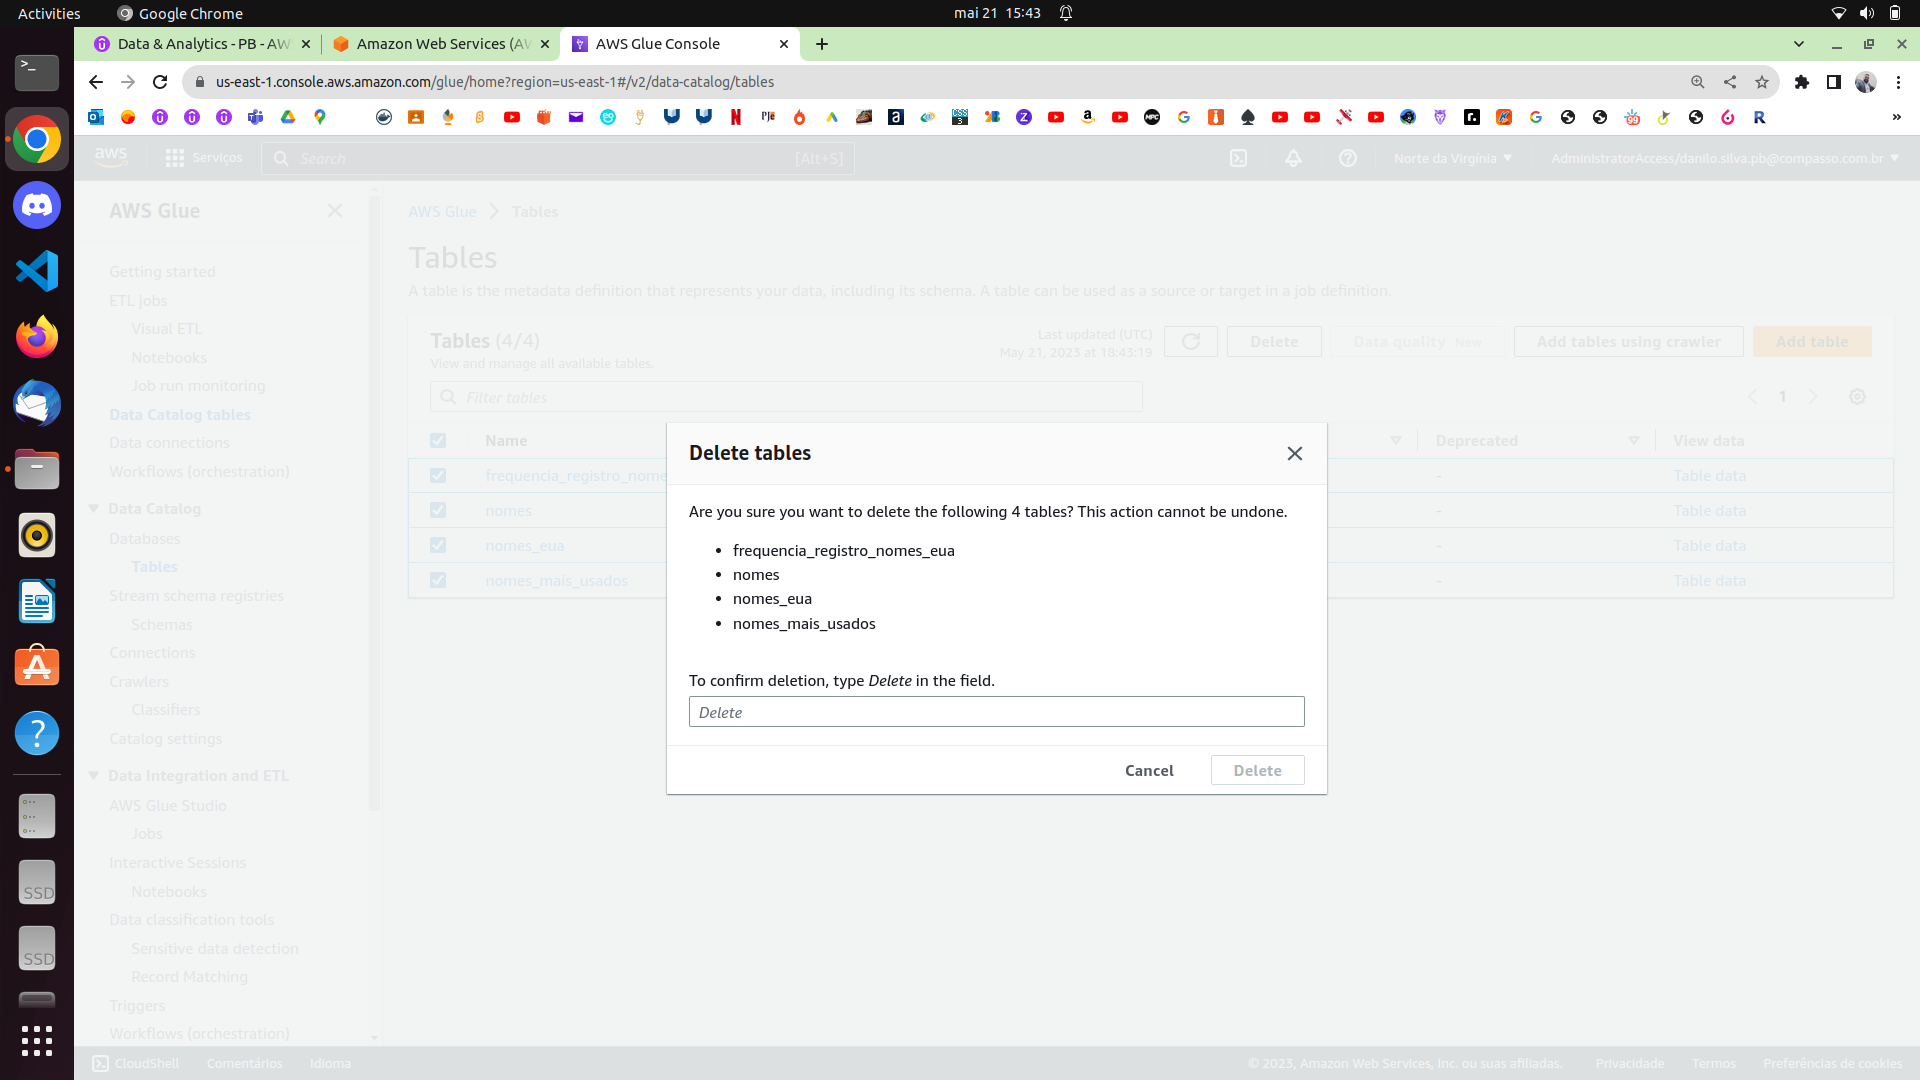 Activities
Google Chrome
mai 21 15:43
Data & Analytics - PB - AW
Amazon Web Services (AW
AWS Glue Console
us-east-1.console.aws.amazon.com/glue/home?region=us-east-1#/v2/data-catalog/tables
aws
Serviços
Search
[Alt+S]
Norte da Virgínia
AdministratorAccess/danilo.silva.pb@compasso.com.br
AWS Glue
Getting started
ETL jobs
Visual ETL
Notebooks
Job run monitoring
Data Catalog tables
Data connections
Workflows (orchestration)
Data Catalog
Databases
Tables
Stream schema registries
Schemas
Connections
Crawlers
Classifiers
Catalog settings
Data Integration and ETL
AWS Glue Studio
Jobs
Interactive Sessions
Notebooks
Data classification tools
Sensitive data detection
Record Matching
Triggers
Workflows (orchestration)
AWS Glue
Tables
Tables
A table is the metadata definition that represents your data, including its schema. A table can be used as a source or target in a job definition.
Tables (4/4)
View and manage all available tables.
Last updated (UTC)
May 21, 2023 at 18:43:19
Delete
Data quality New
Add tables using crawler
Add table
Filter tables
1
Name
Deprecated
View data
frequencia_registro_nome
-
Table data
nomes
-
Table data
nomes_eua
-
Table data
nomes_mais_usados
-
Table data
Delete tables
Are you sure you want to delete the following 4 tables? This action cannot be undone.
• frequencia_registro_nomes_eua
• nomes
• nomes_eua
• nomes_mais_usados
To confirm deletion, type Delete in the field.
Delete
Cancel
Delete
SSD
SSD
CloudShell
Comentários
Idioma
© 2023, Amazon Web Services, Inc. ou suas afiliadas.
Privacidade
Termos
Preferências de cookies